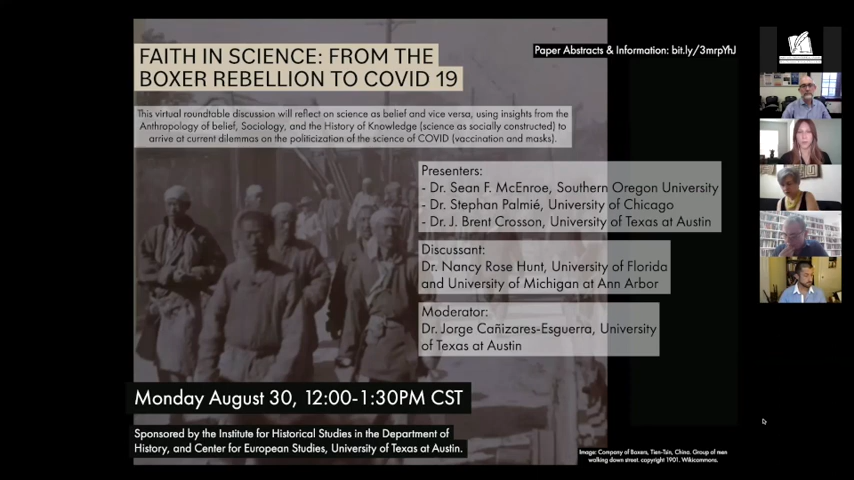 FAITH IN SCIENCE: FROM THE
BOXER REBELLION TO COVID 19
Paper Abstracts & Information: bit.ly/3mrpYhJ
This virtual roundtable discussion will reflect on science as belief and vice versa, using insights from the
Anthropology of belief, Sociology, and the History of Knowledge (science as socially constructed) to
arrive at current dilemmas on the politicization of the science of COVID (vaccination and masks).
Presenters:
- Dr. Sean F. McEnroe, Southern Oregon University
- Dr. Stephan Palmié, University of Chicago
- Dr. J. Brent Crosson, University of Texas at Austin
Discussant:
Dr. Nancy Rose Hunt, University of Florida
and University of Michigan at Ann Arbor
Moderator:
Dr. Jorge Cañizares-Esguerra, University
of Texas at Austin
Monday August 30, 12:00-1:30PM CST
Sponsored by the Institute for Historical Studies in the Department of
History, and Center for European Studies, University of Texas at Austin.
Image: Company of Boxers, Tien-Tsin, China. Group of men
walking down street. copyright 1901. Wikicommons.